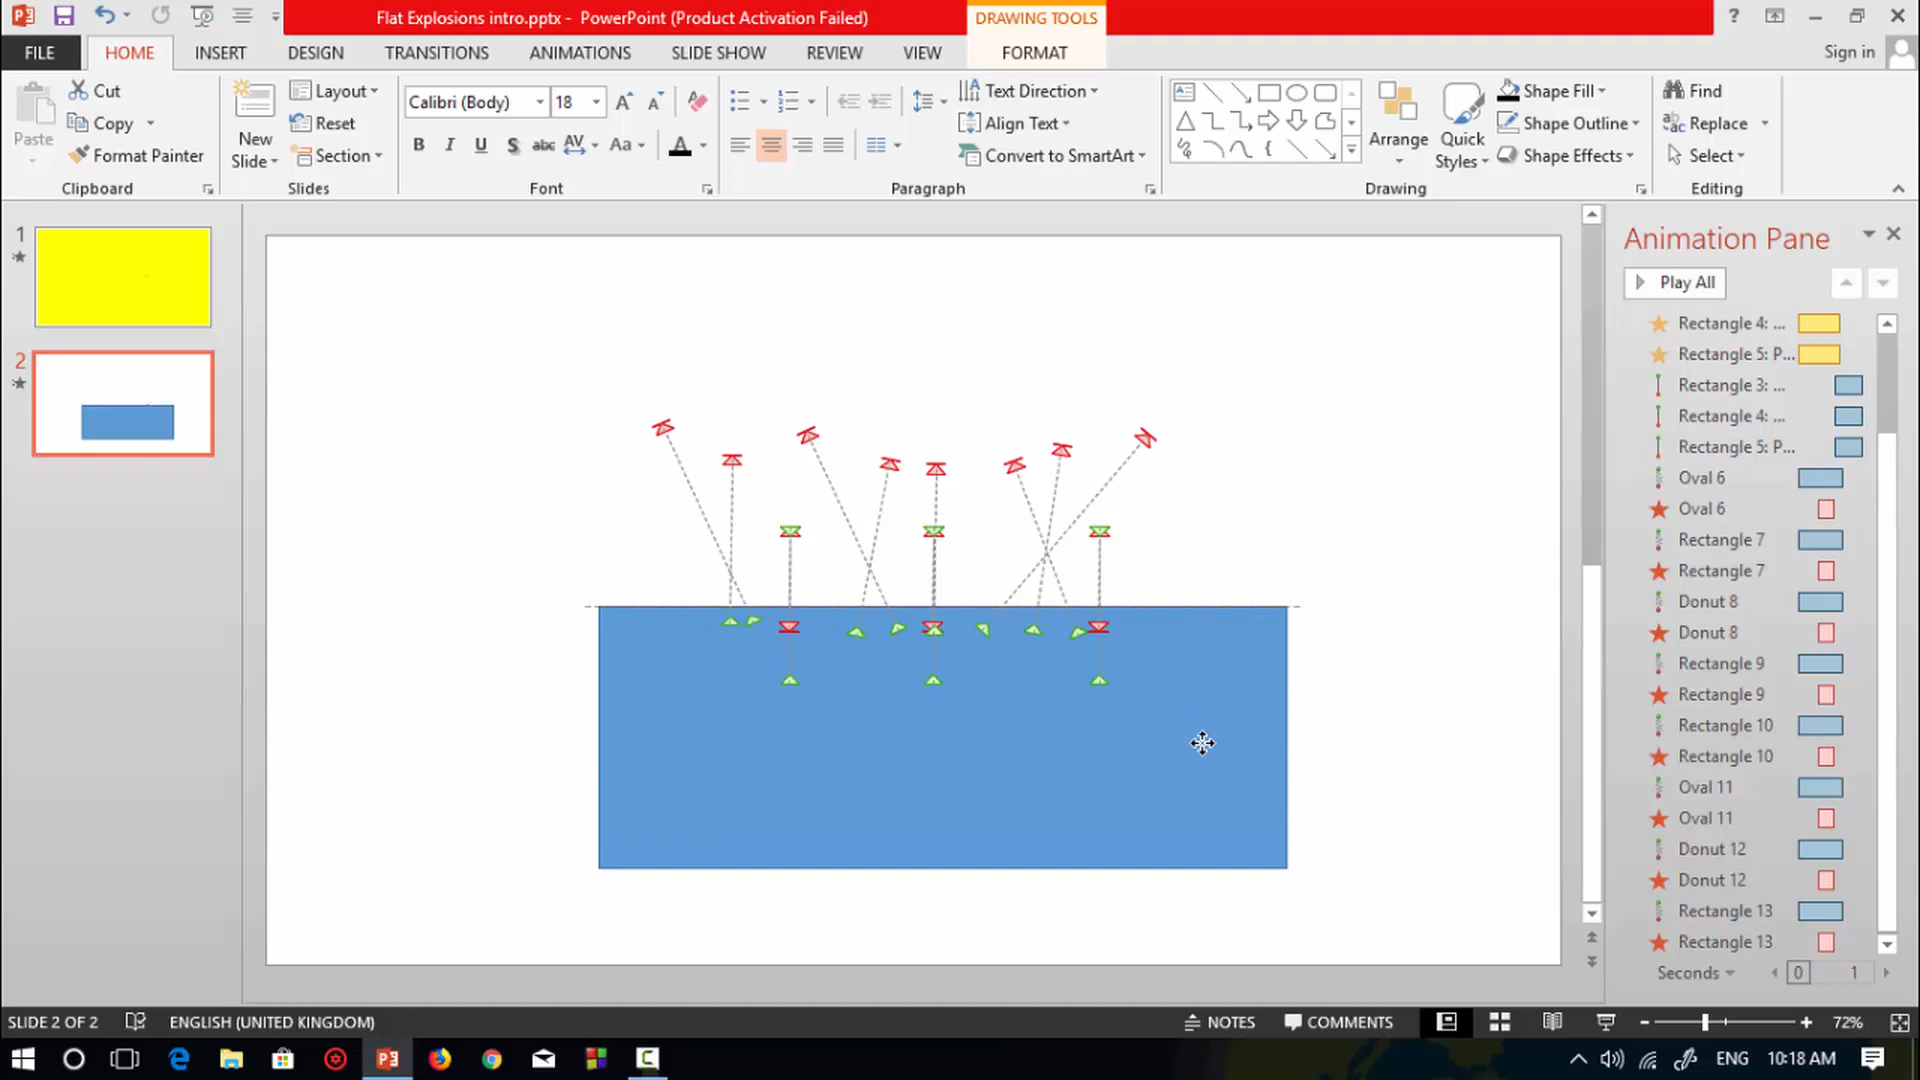 Flat Explosions intro.pptx - PowerPoint (Product Activation Failed)
DRAWING TOOLS
?
FILE HOME INSERT DESIGN TRANSITIONS ANIMATIONS SLIDE SHOW REVIEW VIEW FORMAT Sign in
Paste
Cut
Copy
Format Painter
Clipboard
New
Slide
Layout
Reset
Section
Slides
Calibri (Body) 18
B I U S abc AV Aa A
Font
Text Direction
Align Text
Convert to SmartArt
Paragraph
Arrange
Quick
Styles
Shape Fill
Shape Outline
Shape Effects
Drawing
Find
Replace
Select
Editing
1
2
Animation Pane
Play All
Rectangle 4: ...
Rectangle 5: P...
Rectangle 3: ...
Rectangle 4: ...
Rectangle 5: P...
Oval 6
Oval 6
Rectangle 7
Rectangle 7
Donut 8
Donut 8
Rectangle 9
Rectangle 9
Rectangle 10
Rectangle 10
Oval 11
Oval 11
Donut 12
Donut 12
Rectangle 13
Rectangle 13
Seconds 0 1
SLIDE 2 OF 2 ENGLISH (UNITED KINGDOM) NOTES COMMENTS 72%
ENG 10:18 AM